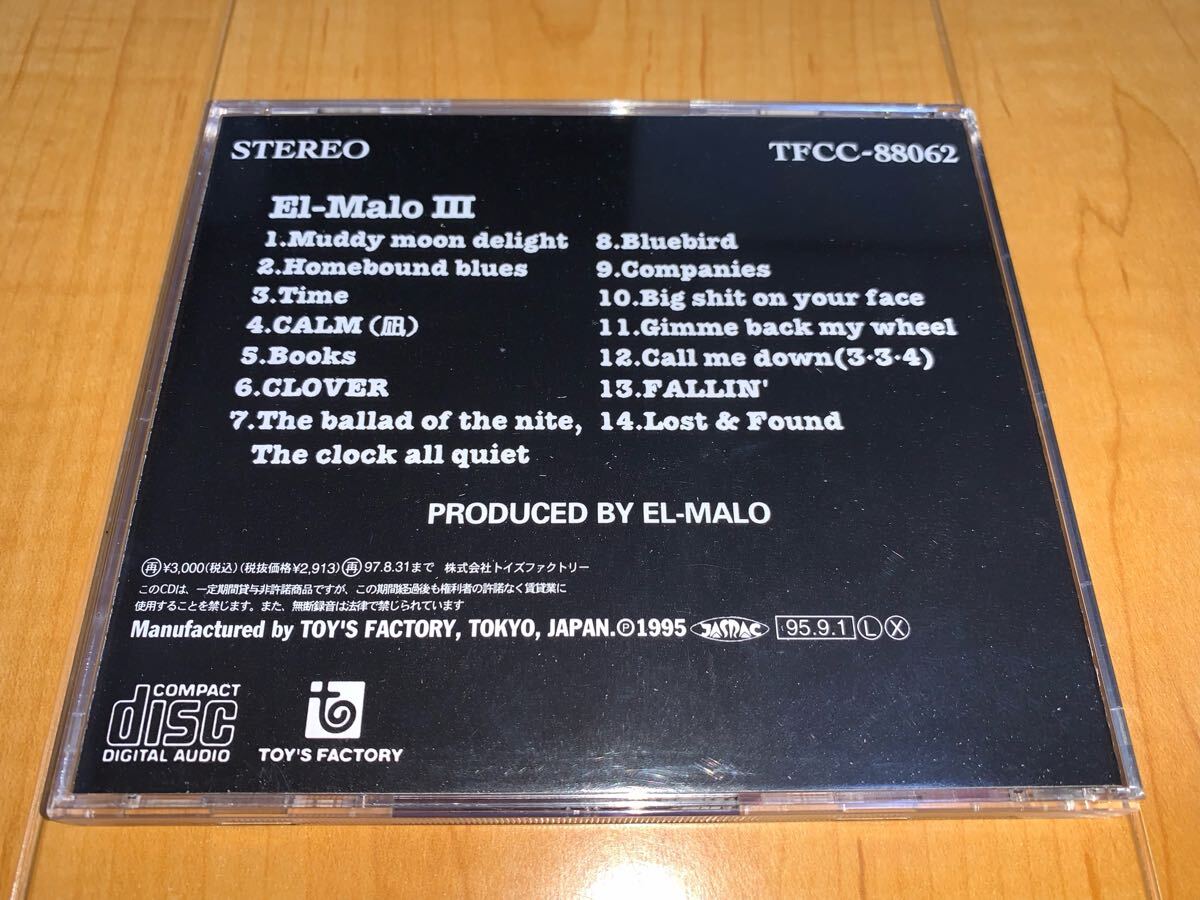 STEREO
TFCC-88062
El-Malo III
1.Muddy moon delight
2.Homebound blues
3.Time
4.CALM(凪)
5.Books
6.CLOVER
7.The ballad of the nite,
The clock all quiet
8.Bluebird
9.Companies
10.Big shit on your face
11.Gimme back my wheel
12.Call me down(3·3·4)
13.FALLIN'
14.Lost & Found
PRODUCED BY EL-MALO
再¥3,000(税込)(税抜価格¥2,913)再97.8.31まで 株式会社トイズファクトリー
このCDは、一定期間貸与非許諾商品ですが、この期間経過後も権利者の許諾なく賃貸業に
使用することを禁じます。また、無断録音は法律で禁じられています
Manufactured by TOY'S FACTORY, TOKYO, JAPAN.Ⓟ1995 JASRAC 95.9.1 Ⓛ Ⓧ
COMPACT
disc
DIGITAL AUDIO
TOY'S FACTORY